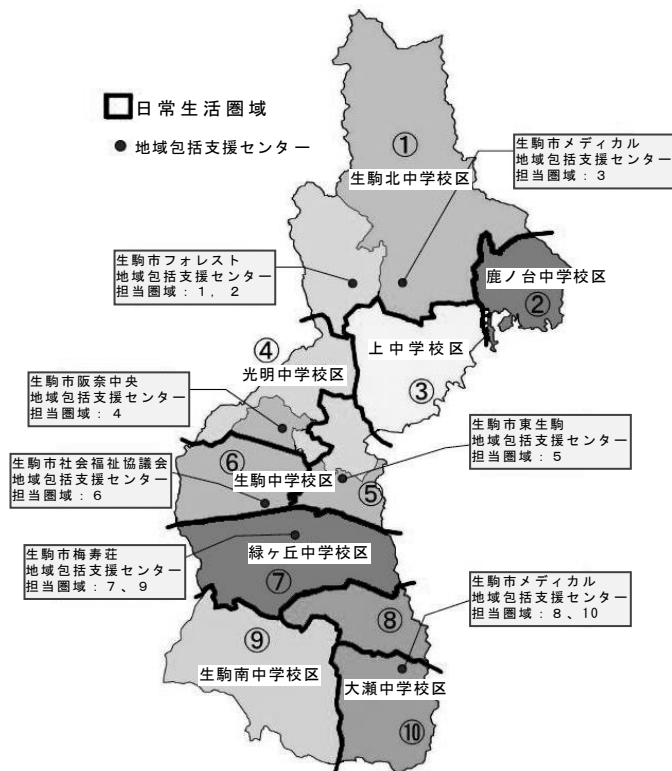 日常生活圏域
地域包括支援センター
①
生駒北中学校区
生駒市メディカル
地域包括支援センター
担当圏域：3
生駒市フォレスト
地域包括支援センター
担当圏域：1，2
鹿ノ台中学校区
②
上中学校区
③
④
光明中学校区
生駒市阪奈中央
地域包括支援センター
担当圏域：4
生駒市東生駒
地域包括支援センター
担当圏域：5
生駒市社会福祉協議会
地域包括支援センター
担当圏域：6
⑥
生駒中学校区
⑤
生駒市梅寿荘
地域包括支援センター
担当圏域：7、9
緑ヶ丘中学校区
⑦
生駒市メディカル
地域包括支援センター
担当圏域：8、10
⑧
⑨
生駒南中学校区
大瀬中学校区
⑩